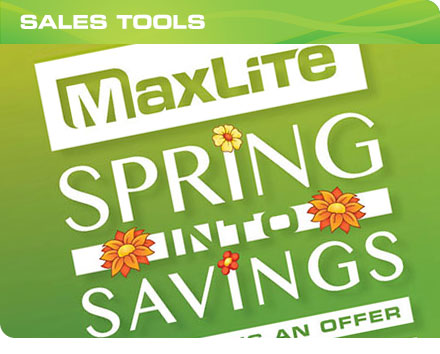 SALES TOOLS
MAXLITE
SPRING
INTO
SAVINGS
AN OFFER